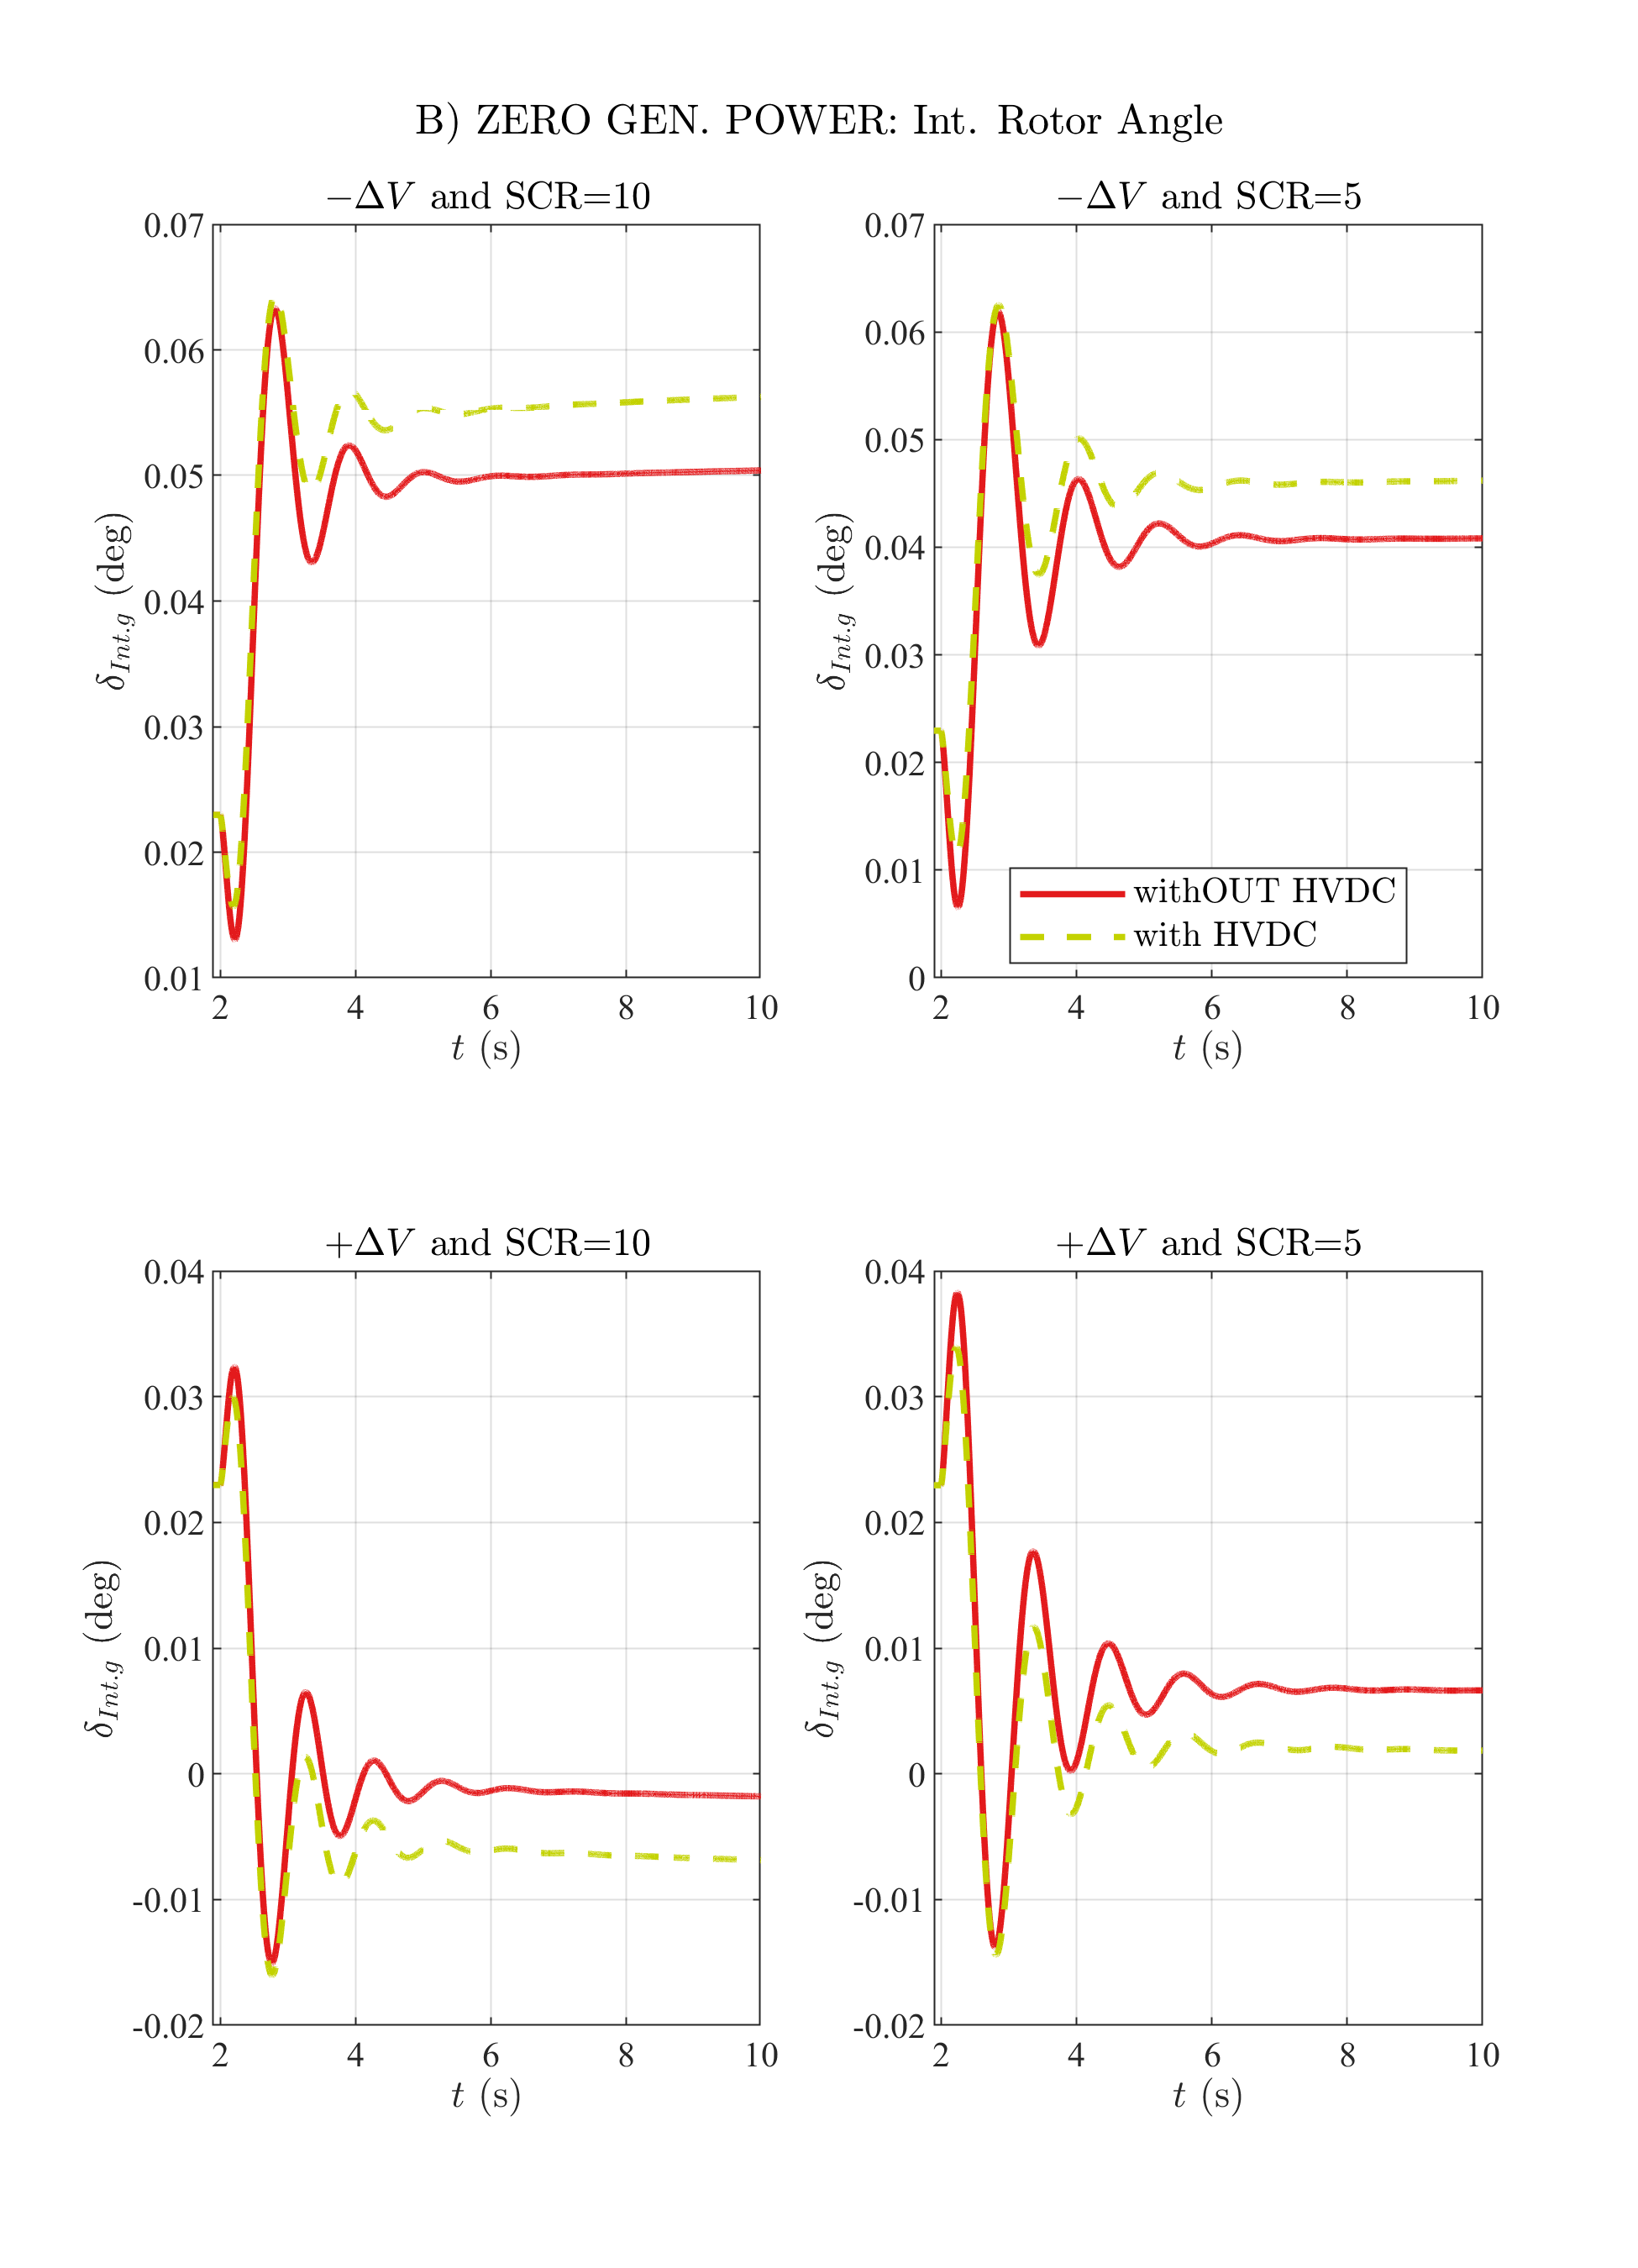 B) ZERO GEN. POWER: Int. Rotor Angle
−ΔV and SCR=10
0.07
0.06
0.05
0.04
0.03
0.02
0.01
δInt.g (deg)
2 4 6 8 10
t (s)
−ΔV and SCR=5
0.07
0.06
0.05
0.04
0.03
0.02
0.01
0
δInt.g (deg)
withOUT HVDC
with HVDC
2 4 6 8 10
t (s)
+ΔV and SCR=10
0.04
0.03
0.02
0.01
0
-0.01
-0.02
δInt.g (deg)
2 4 6 8 10
t (s)
+ΔV and SCR=5
0.04
0.03
0.02
0.01
0
-0.01
-0.02
δInt.g (deg)
2 4 6 8 10
t (s)